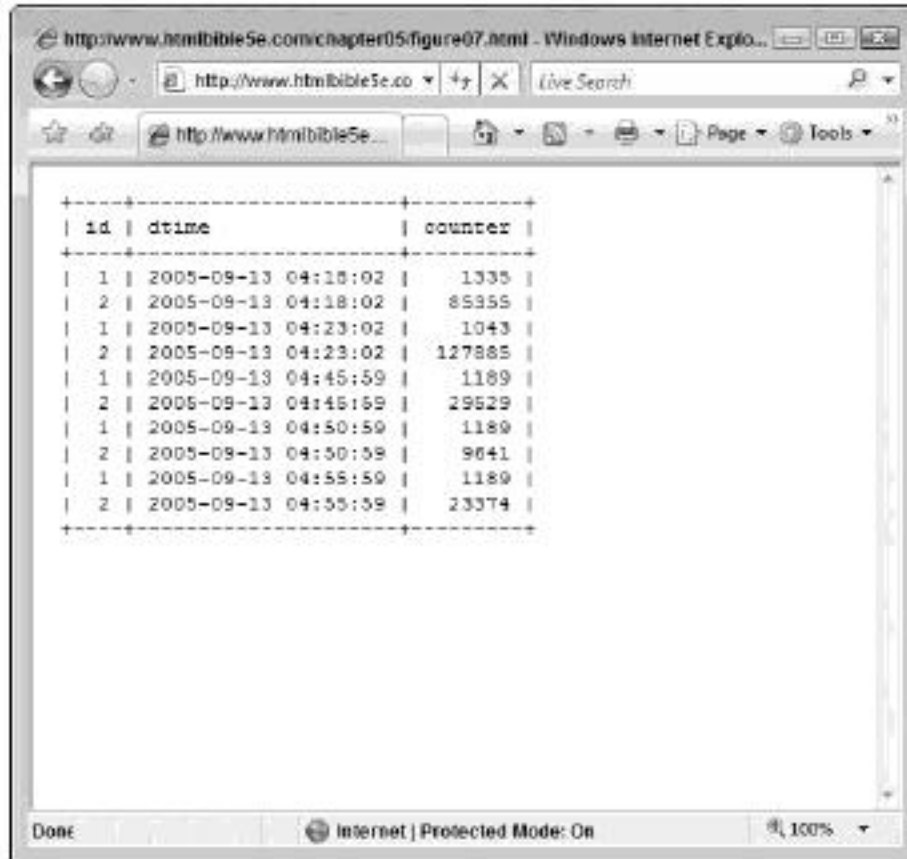 http://www.htmlbible5e.com/chapter05/figure07.html - Windows Internet Explo...
http://www.htmlbible5e.co Live Search
http://www.htmlbible5e... Page Tools
+----+---------------------+---------+
| id | dtime               | counter |
+----+---------------------+---------+
|  1 | 2005-09-13 04:18:02 |    1335 |
|  2 | 2005-09-13 04:18:02 |   85355 |
|  1 | 2005-09-13 04:23:02 |    1043 |
|  2 | 2005-09-13 04:23:02 |  127885 |
|  1 | 2005-09-13 04:45:59 |    1189 |
|  2 | 2005-09-13 04:45:59 |   29529 |
|  1 | 2005-09-13 04:50:59 |    1189 |
|  2 | 2005-09-13 04:50:59 |    9641 |
|  1 | 2005-09-13 04:55:59 |    1189 |
|  2 | 2005-09-13 04:55:59 |   23374 |
+----+---------------------+---------+
Done Internet | Protected Mode: On 100%